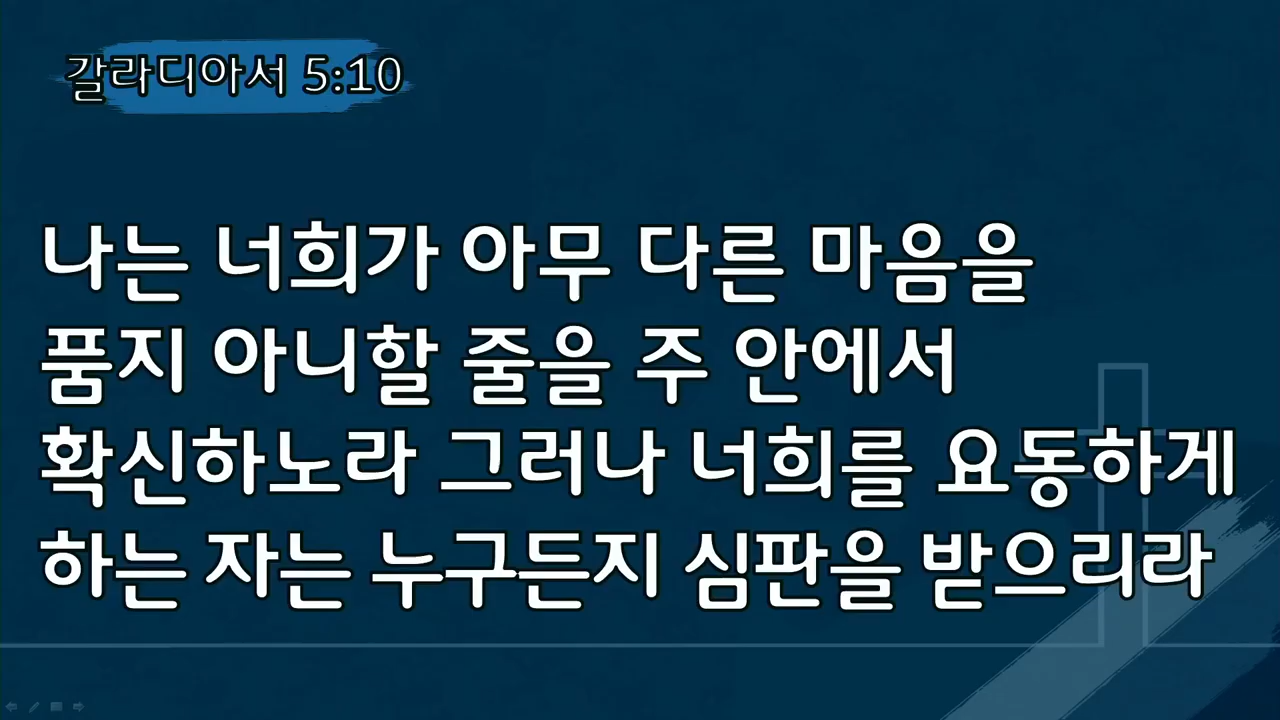 갈라디아서 5:10
나는 너희가 아무 다른 마음을
품지 아니할 줄을 주 안에서
확신하노라 그러나 너희를 요동하게
하는 자는 누구든지 심판을 받으리라